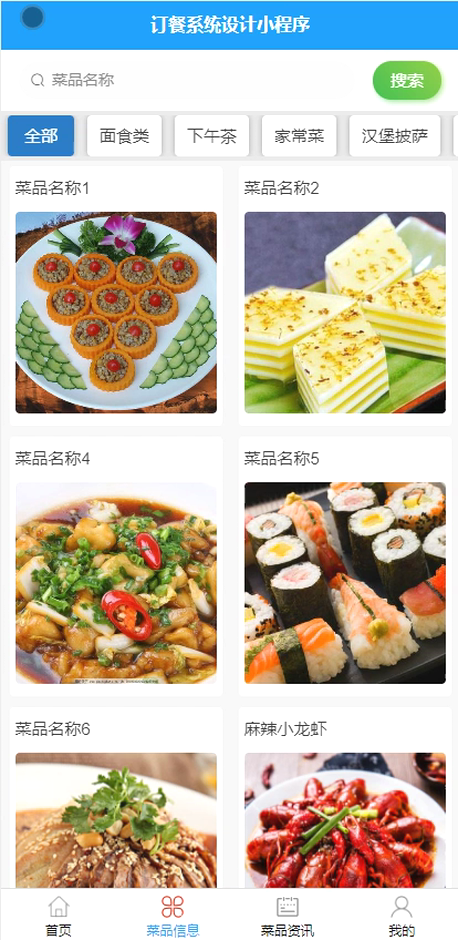 订餐系统设计小程序
菜品名称
搜索
全部
面食类
下午茶
家常菜
汉堡披萨
菜品名称1
菜品名称2
菜品名称4
菜品名称5
菜品名称6
麻辣小龙虾
首页
菜品信息
菜品资讯
我的